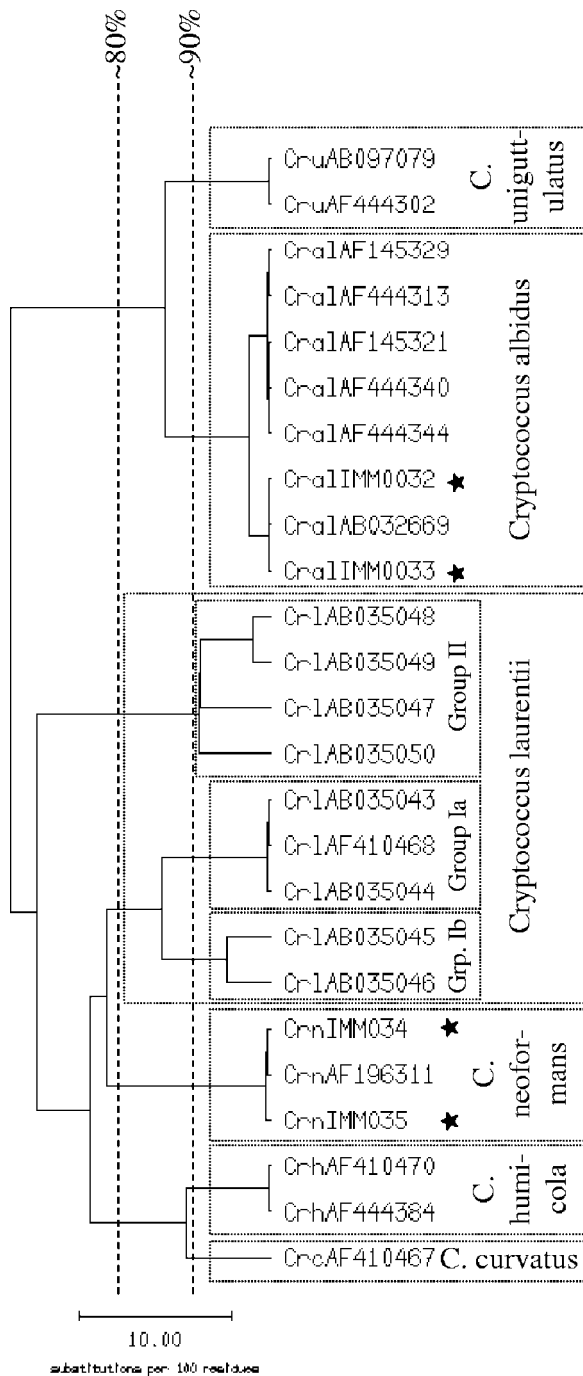 ~80%
~90%
CruAB097079
CruAF444302
C.
unigutt-
ulatus
CralAF145329
CralAF444313
CralAF145321
CralAF444340
CralAF444344
CralIMM0032 ★
CralAB032669
CralIMM0033 ★
Cryptococcus albidus
CrlAB035048
CrlAB035049
CrlAB035047
CrlAB035050
Group II
CrlAB035043
CrlAF410468
CrlAB035044
Group Ia
CrlAB035045
CrlAB035046
Grp. Ib
Cryptococcus laurentii
CrnIMM034 ★
CrnAF196311
CrnIMM035 ★
C.
neofor-
mans
CrhAF410470
CrhAF444384
C.
humi-
cola
CrcAF410467 C. curvatus
10.00
substitutions per 100 residues